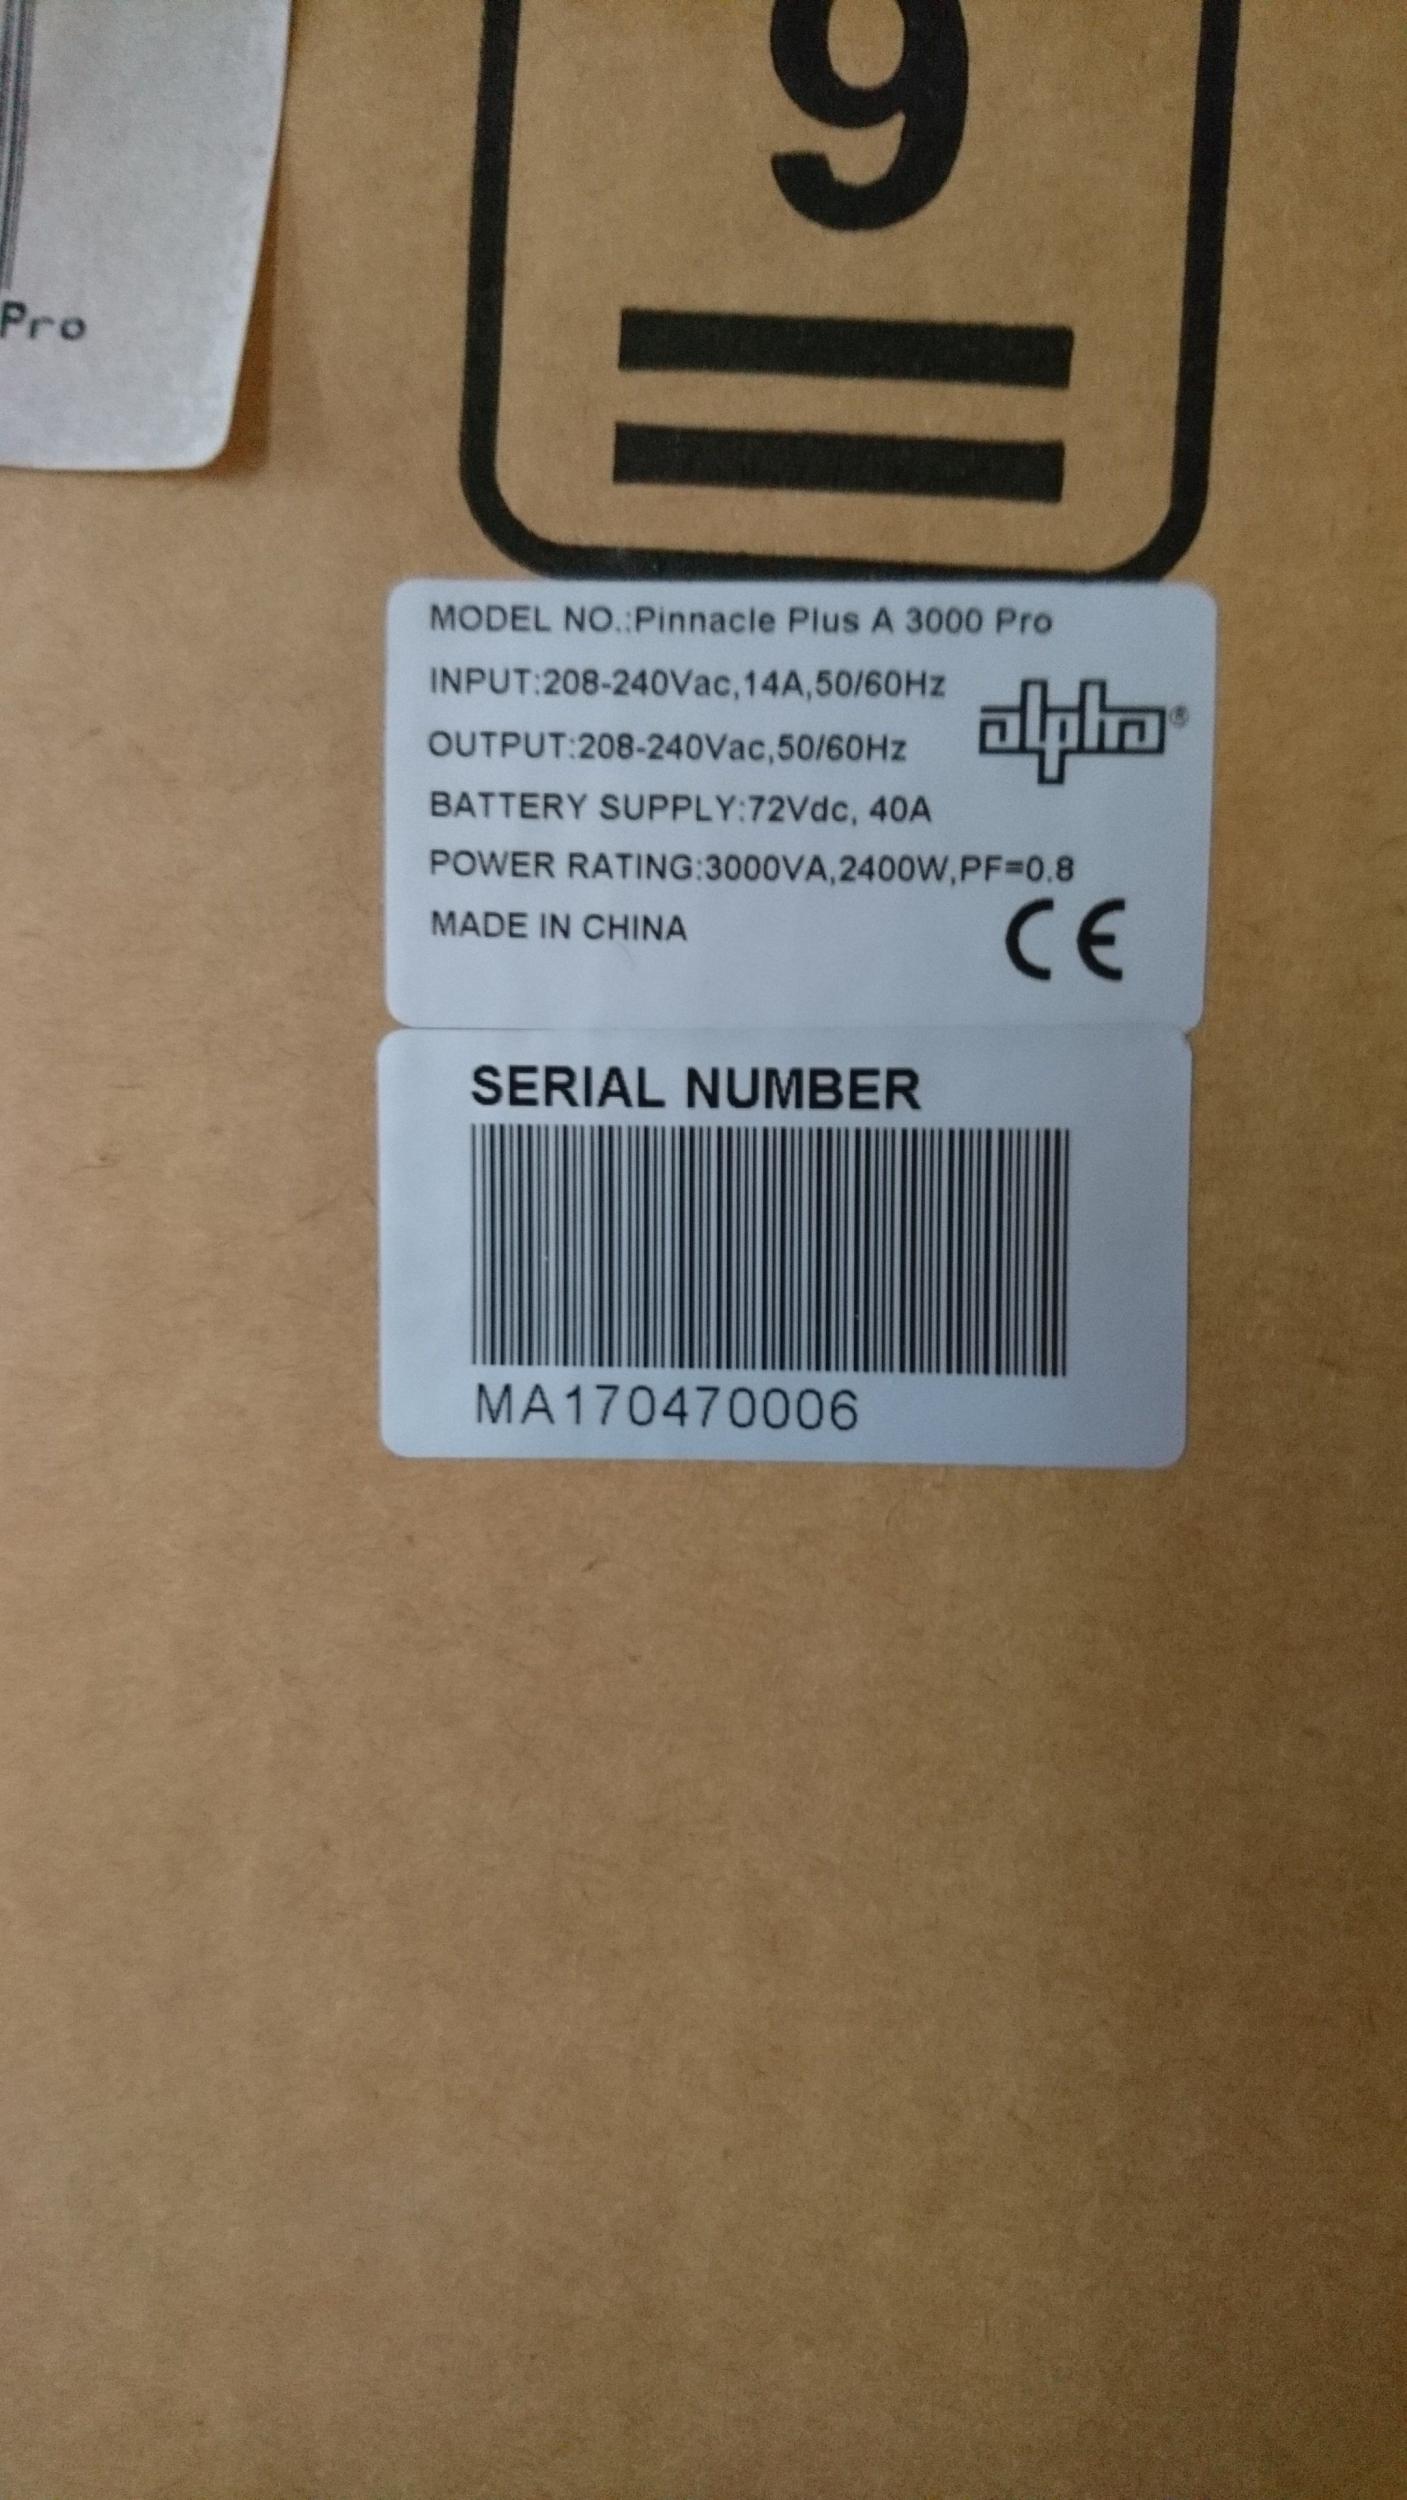 9
Pro
MODEL NO.:Pinnacle Plus A 3000 Pro
INPUT:208-240Vac,14A,50/60Hz
OUTPUT:208-240Vac,50/60Hz
alpha®
BATTERY SUPPLY:72Vdc, 40A
POWER RATING:3000VA,2400W,PF=0.8
MADE IN CHINA
CE
SERIAL NUMBER
MA170470006